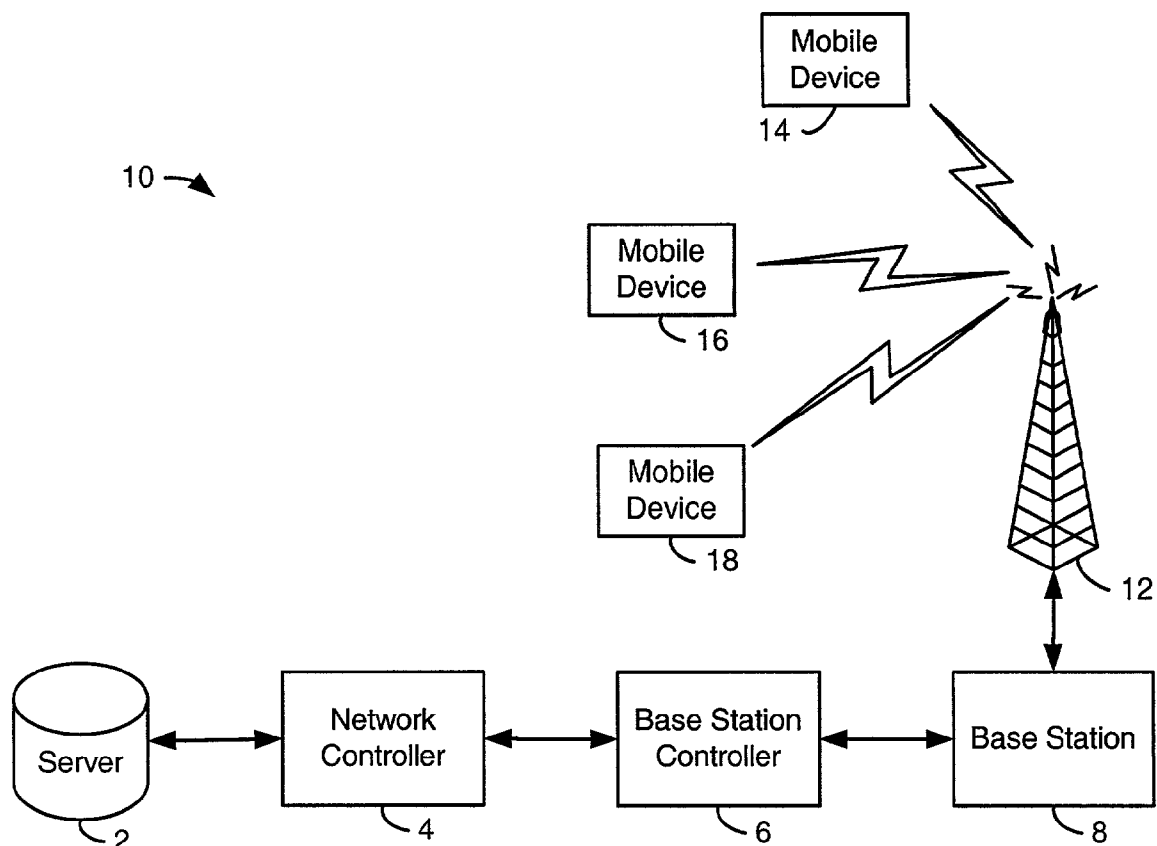 Mobile
Device
14
10
Mobile
Device
16
Mobile
Device
18
12
Server
Network
Controller
Base Station
Controller
Base Station
2
4
6
8